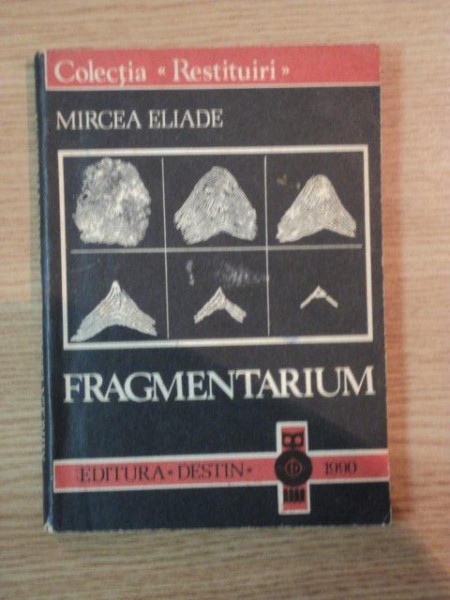 Colecția « Restituiri »
MIRCEA ELIADE
FRAGMENTARIUM
EDITURA « DESTIN » 1990